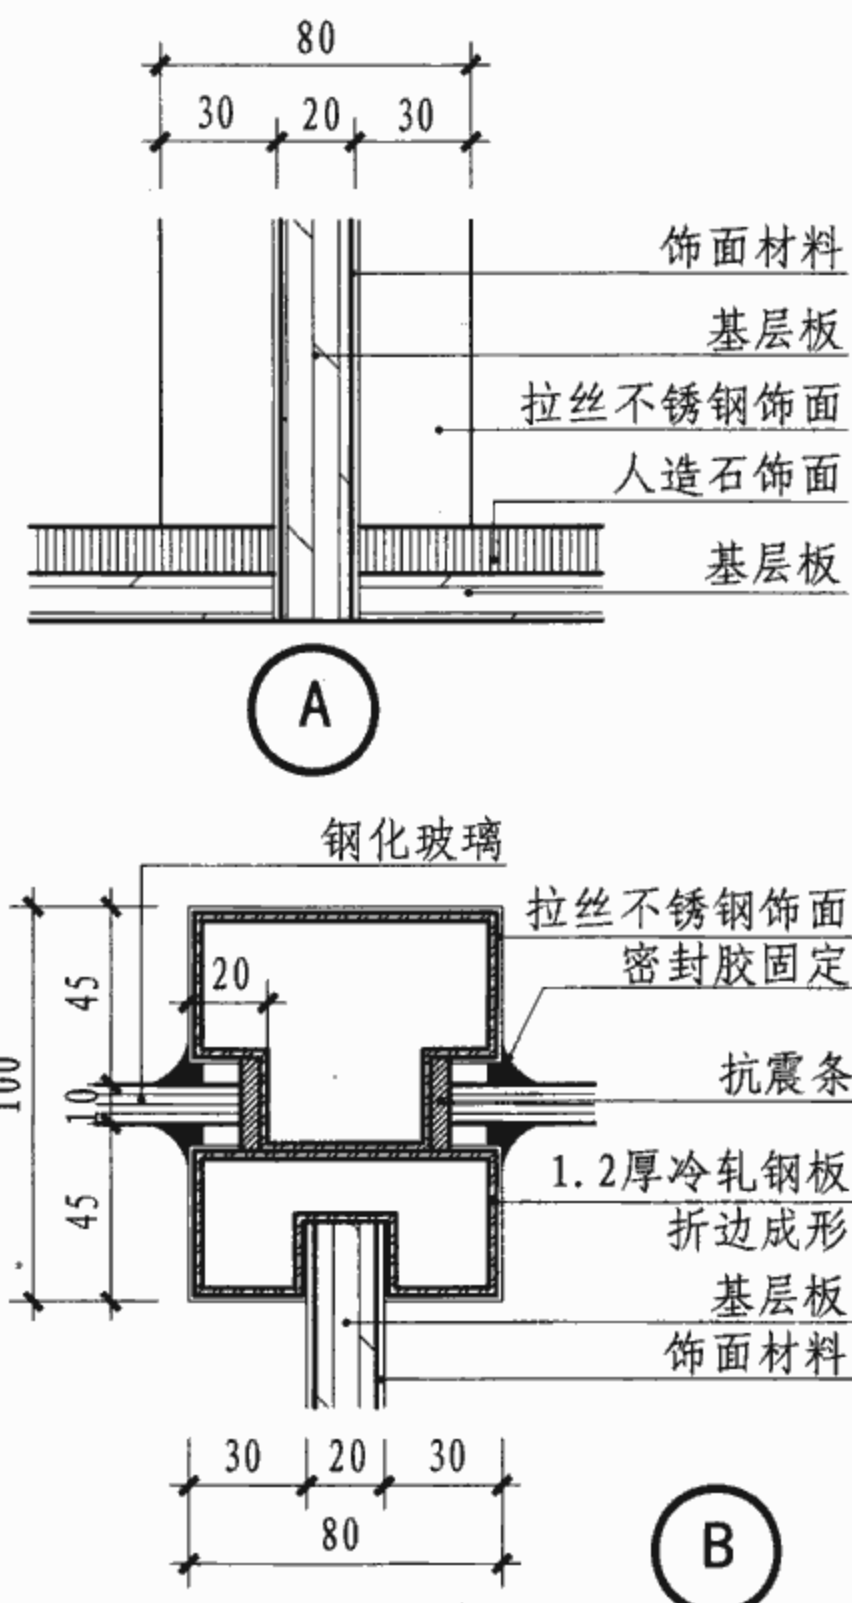 80
30 20 30
饰面材料
基层板
拉丝不锈钢饰面
人造石饰面
基层板
A
钢化玻璃
拉丝不锈钢饰面
密封胶固定
20
45
100
10
抗震条
45
1.2厚冷轧钢板
折边成形
基层板
饰面材料
30 20 30
80
B